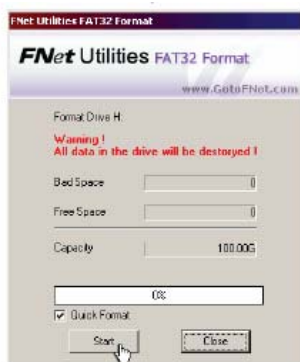 FNet Utilities FAT32 Format
FNet Utilities FAT32 Format
www.GotoFNet.com
Format Drive H:
Warning !
All data in the drive will be destoryed !
Bad Space 0
Free Space 0
Capacity 100.00G
0%
Quick Format
Start Close